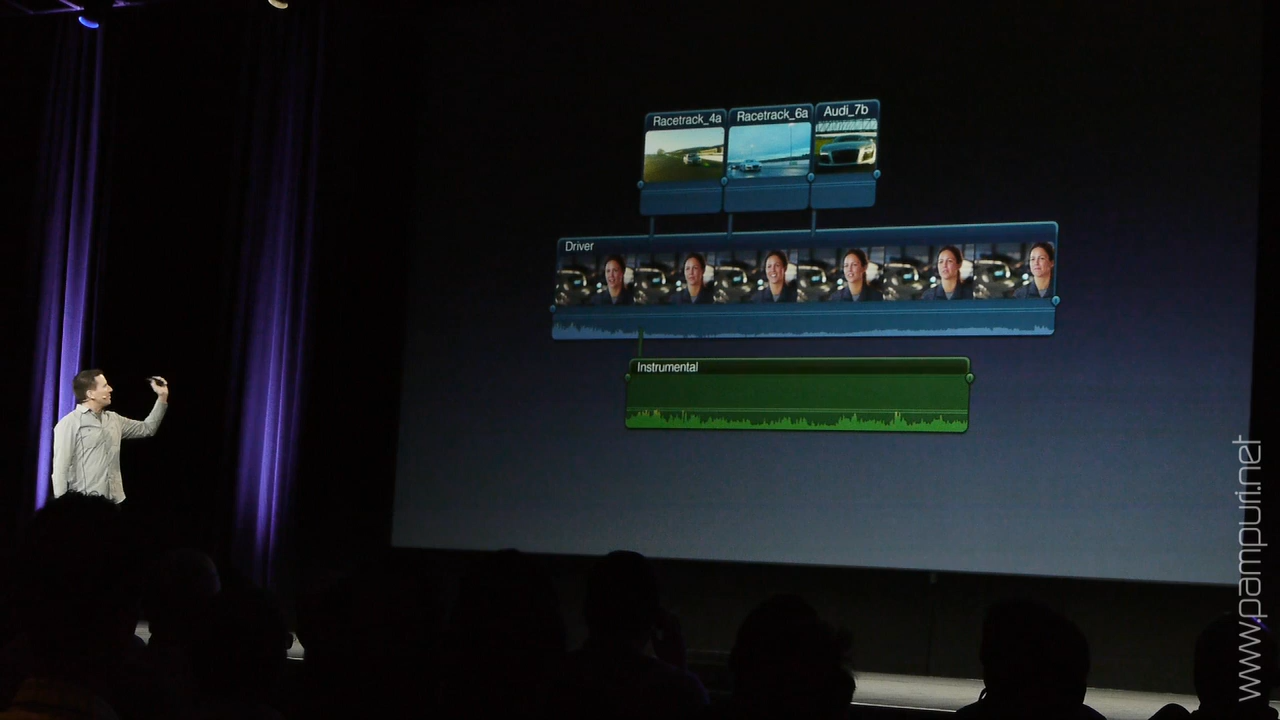 Racetrack_4a
Racetrack_6a
Audi_7b
Driver
Instrumental
www.pampuri.net